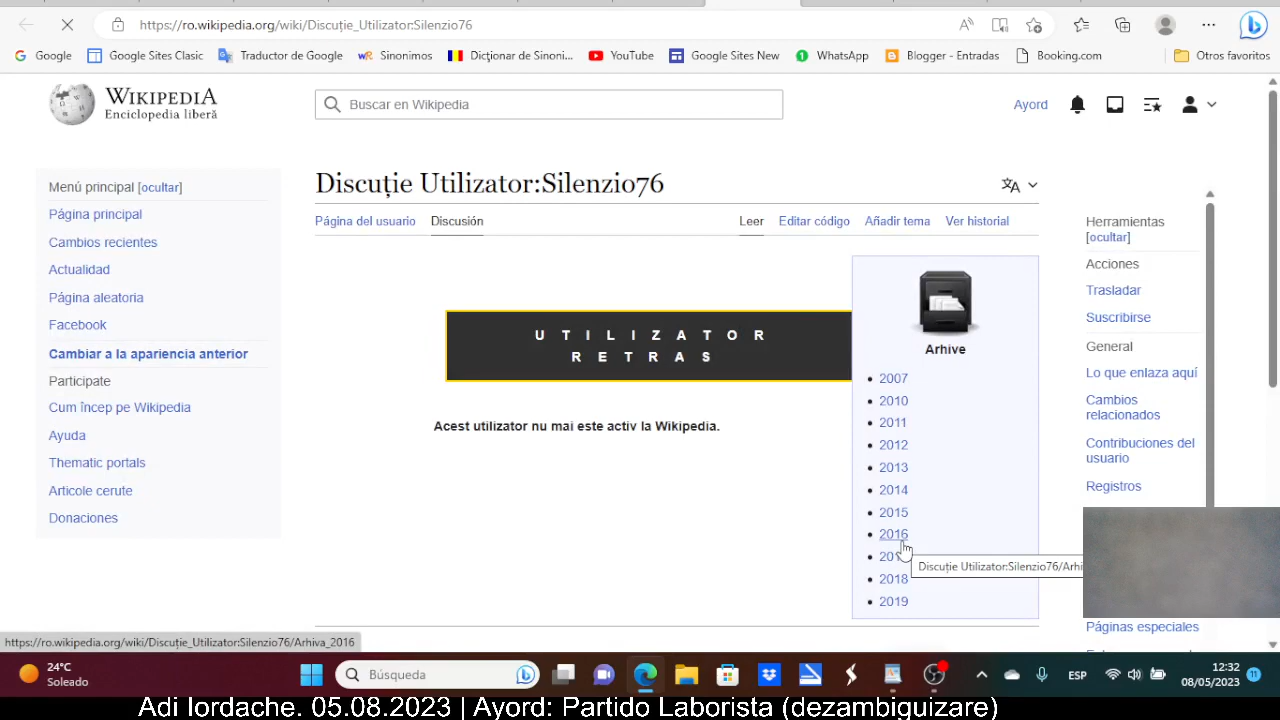 https://ro.wikipedia.org/wiki/Discuție_Utilizator:Silenzio76
Google
Google Sites Clasic
Traductor de Google
Sinonimos
Dicționar de Sinoni...
YouTube
Google Sites New
WhatsApp
Blogger - Entradas
Booking.com
Otros favoritos
WIKIPEDIA
Enciclopedia liberă
Buscar en Wikipedia
Ayord
Menú principal [ocultar]
Página principal
Cambios recientes
Actualidad
Página aleatoria
Facebook
Cambiar a la apariencia anterior
Participate
Cum încep pe Wikipedia
Ayuda
Thematic portals
Articole cerute
Donaciones
Discuție Utilizator:Silenzio76
Página del usuario
Discusión
Leer
Editar código
Añadir tema
Ver historial
UTILIZATOR
RETRAS
Acest utilizator nu mai este activ la Wikipedia.
Arhive
2007
2010
2011
2012
2013
2014
2015
2016
2018
2019
Discuție Utilizator:Silenzio76/Arhi
Herramientas
[ocultar]
Acciones
Trasladar
Suscribirse
General
Lo que enlaza aquí
Cambios
relacionados
Contribuciones del
usuario
Registros
Páginas especiales
https://ro.wikipedia.org/wiki/Discuție_Utilizator:Silenzio76/Arhiva_2016
24°C
Soleado
Búsqueda
ESP
12:32
08/05/2023
11
Adi Iordache. 05.08.2023 | Ayord: Partido Laborista (dezambiguizare)